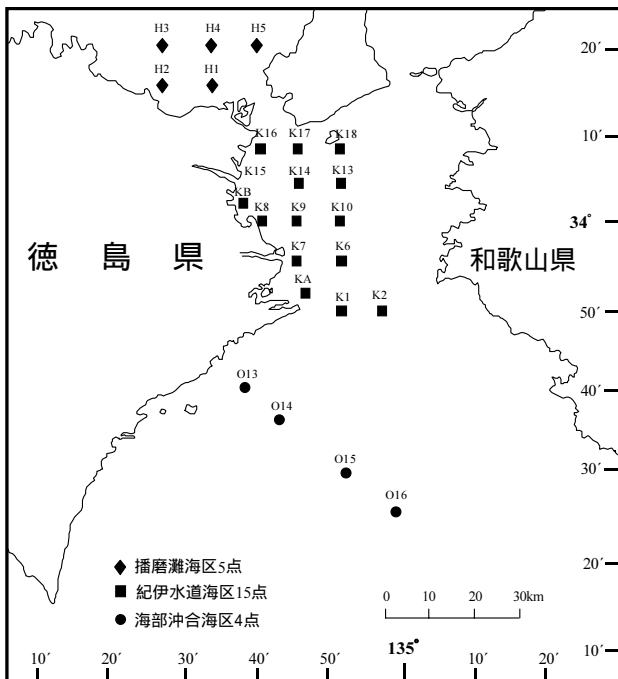 H3 H4 H5
20´
H2 H1
K16 K17 K18
10´
K15 K14 K13
KB
K8 K9 K10
34°
徳島県
K7 K6
和歌山県
KA
K1 K2
50´
O13
40´
O14
O15
30´
O16
20´
播磨灘海区5点
紀伊水道海区15点
海部沖合海区4点
0 10 20 30km
135°
10´
10´ 20´ 30´ 40´ 50´ 10´ 20´